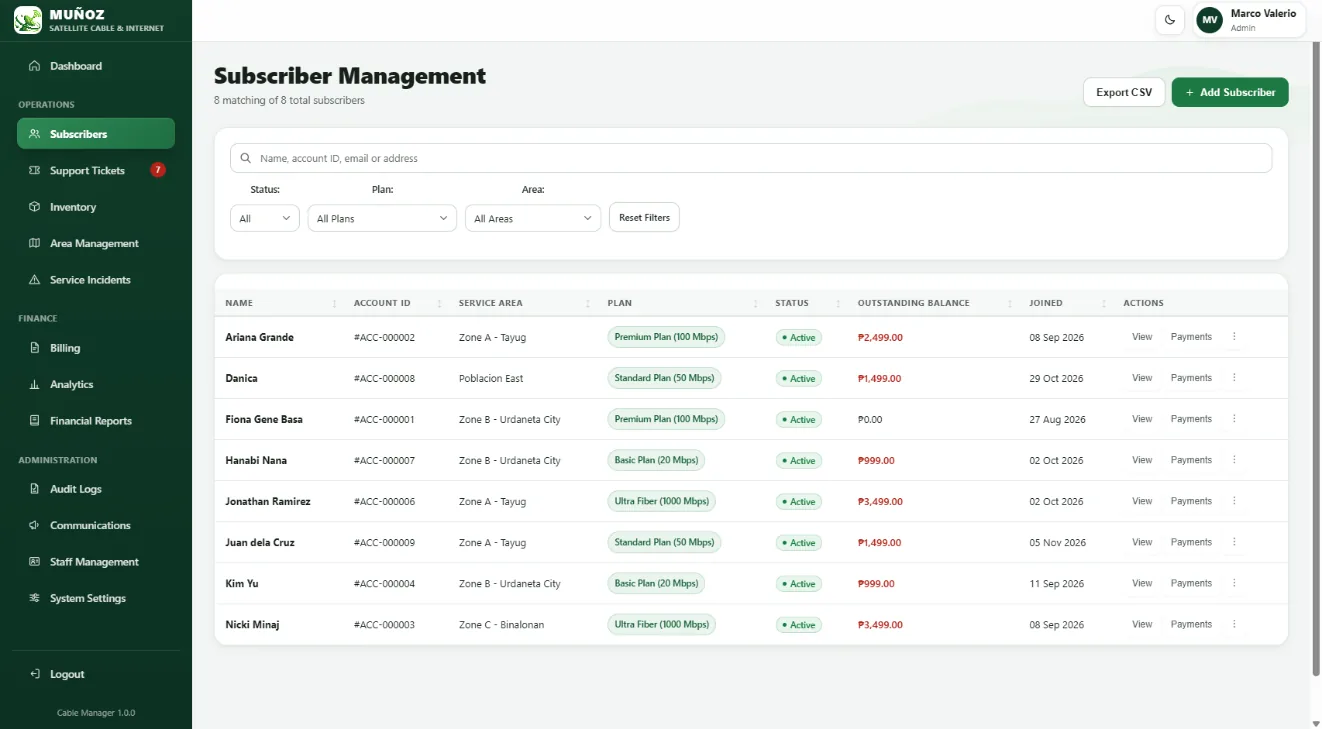 MUÑOZ
SATELLITE CABLE & INTERNET
MV
Marco Valerio
Admin
Dashboard
OPERATIONS
Subscribers
Support Tickets 7
Inventory
Area Management
Service Incidents
FINANCE
Billing
Analytics
Financial Reports
ADMINISTRATION
Audit Logs
Communications
Staff Management
System Settings
Logout
Cable Manager 1.0.0
Subscriber Management
8 matching of 8 total subscribers
Export CSV
+ Add Subscriber
Name, account ID, email or address
Status: Plan: Area:
All All Plans All Areas Reset Filters
NAME ACCOUNT ID SERVICE AREA PLAN STATUS OUTSTANDING BALANCE JOINED ACTIONS
Ariana Grande #ACC-000002 Zone A - Tayug Premium Plan (100 Mbps) • Active ₱2,499.00 08 Sep 2026 View Payments ⋮
Danica #ACC-000008 Poblacion East Standard Plan (50 Mbps) • Active ₱1,499.00 29 Oct 2026 View Payments ⋮
Fiona Gene Basa #ACC-000001 Zone B - Urdaneta City Premium Plan (100 Mbps) • Active ₱0.00 27 Aug 2026 View Payments ⋮
Hanabi Nana #ACC-000007 Zone B - Urdaneta City Basic Plan (20 Mbps) • Active ₱999.00 02 Oct 2026 View Payments ⋮
Jonathan Ramirez #ACC-000006 Zone A - Tayug Ultra Fiber (1000 Mbps) • Active ₱3,499.00 02 Oct 2026 View Payments ⋮
Juan dela Cruz #ACC-000009 Zone A - Tayug Standard Plan (50 Mbps) • Active ₱1,499.00 05 Nov 2026 View Payments ⋮
Kim Yu #ACC-000004 Zone B - Urdaneta City Basic Plan (20 Mbps) • Active ₱999.00 11 Sep 2026 View Payments ⋮
Nicki Minaj #ACC-000003 Zone C - Binalonan Ultra Fiber (1000 Mbps) • Active ₱3,499.00 08 Sep 2026 View Payments ⋮